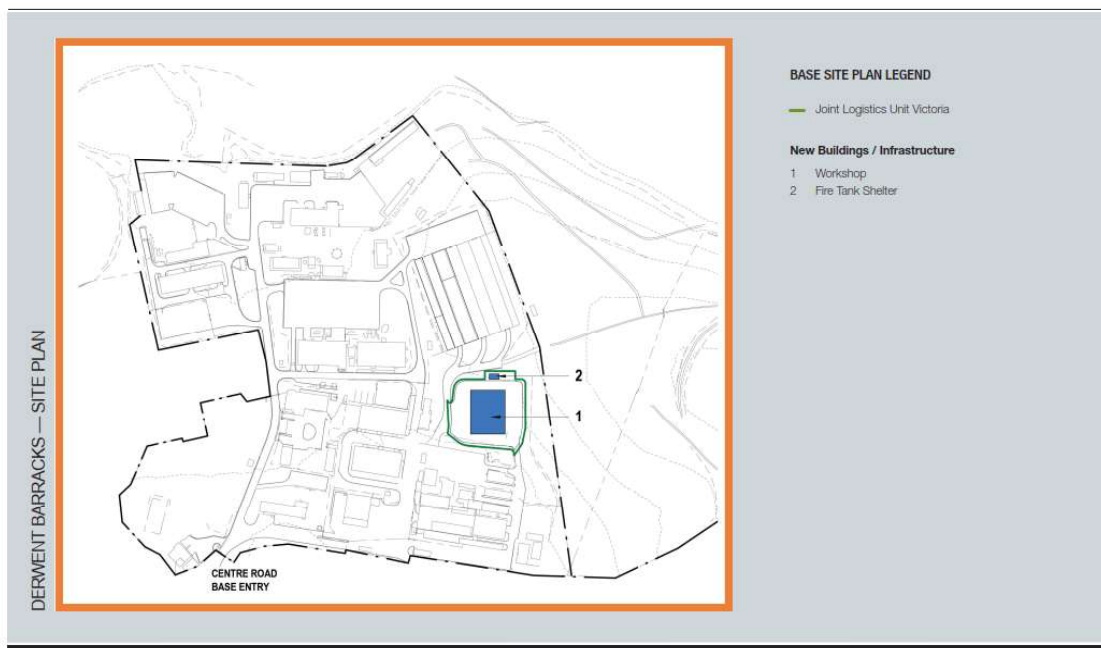 DERWENT BARRACKS — SITE PLAN
BASE SITE PLAN LEGEND
Joint Logistics Unit Victoria
New Buildings / Infrastructure
1 Workshop
2 Fire Tank Shelter
2
1
CENTRE ROAD
BASE ENTRY